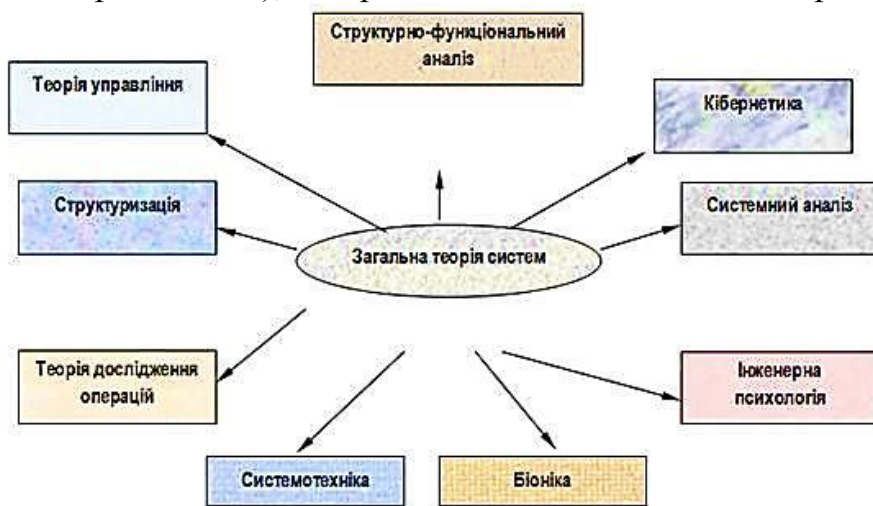 Структурно-функціональний
аналіз
Теорія управління
Кібернетика
Структуризація
Системний аналіз
Загальна теорія систем
Теорія дослідження
операцій
Інженерна
психологія
Системотехніка
Біоніка